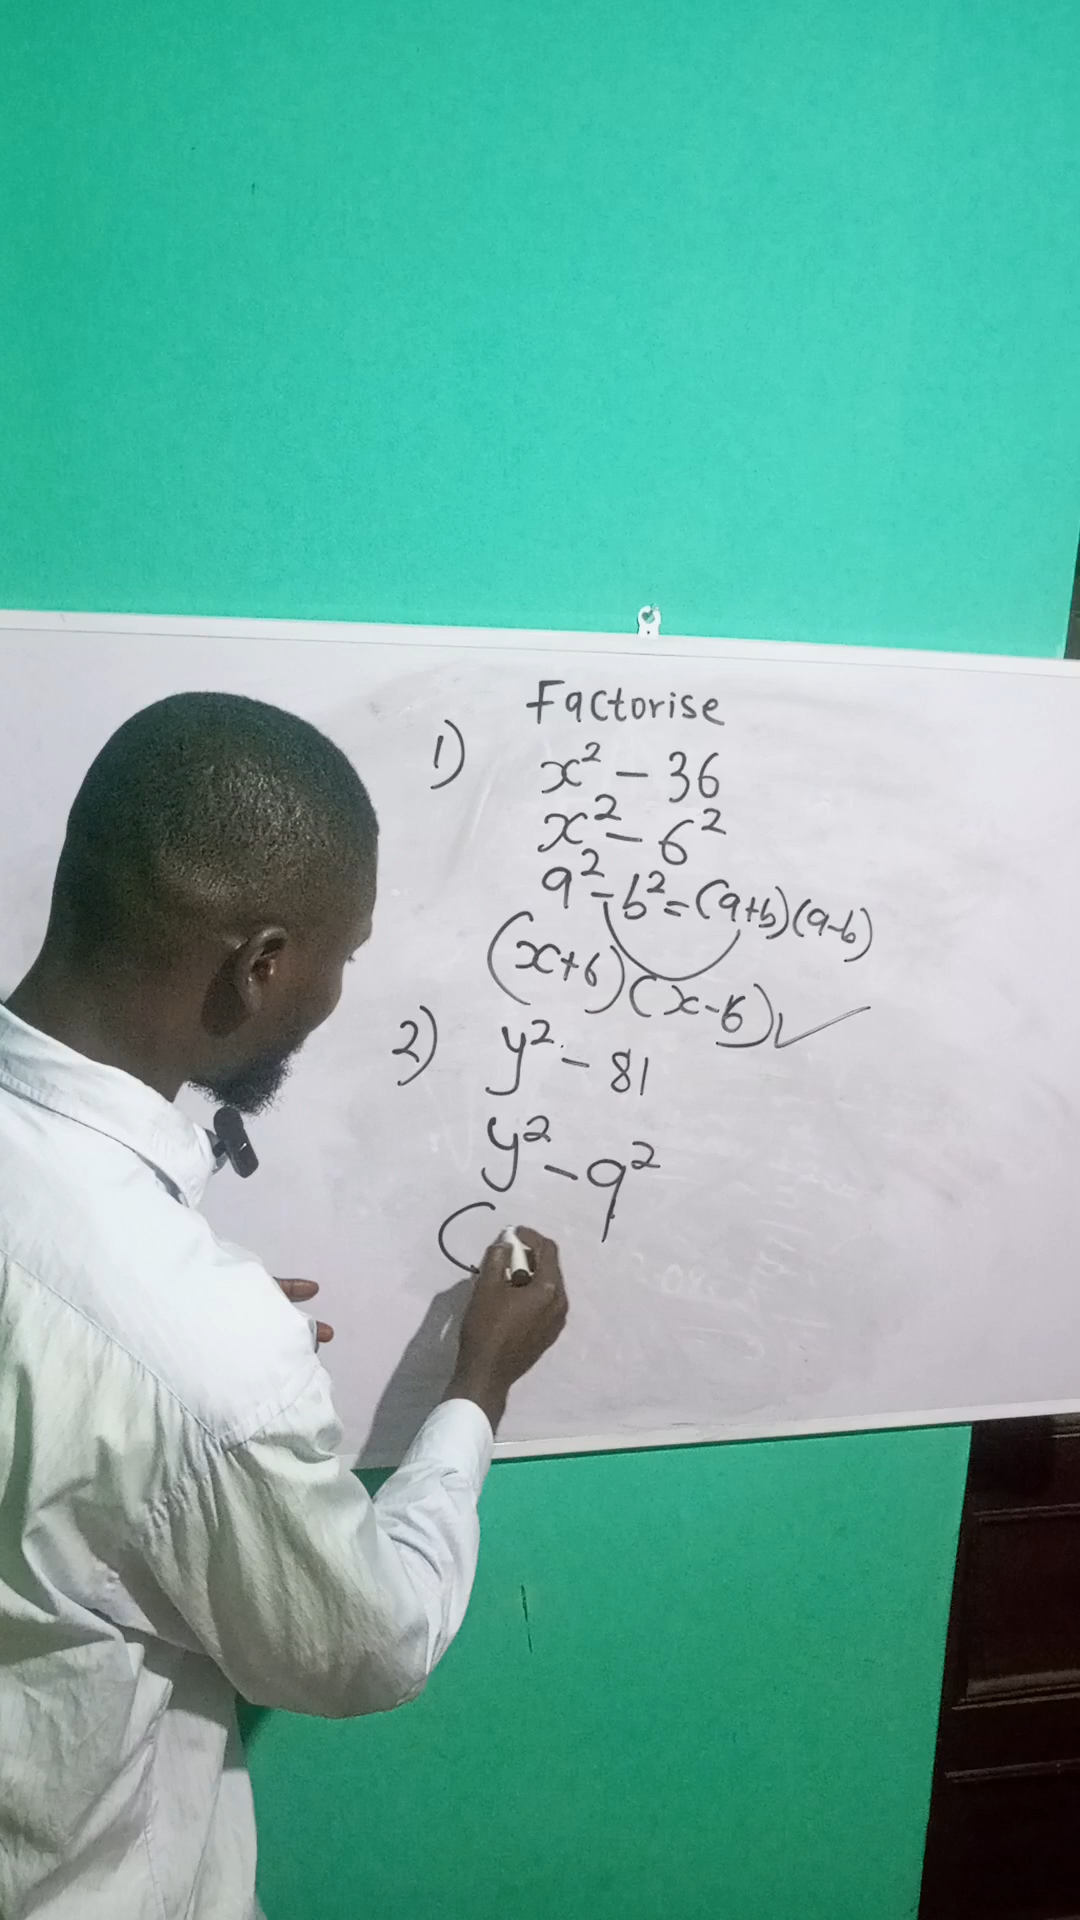 Factorise
1) x² - 36
x² - 6²
a² - b² = (a+b)(a-b)
(x+6)(x-6)✓
2) y² - 81
y² - 9²
(